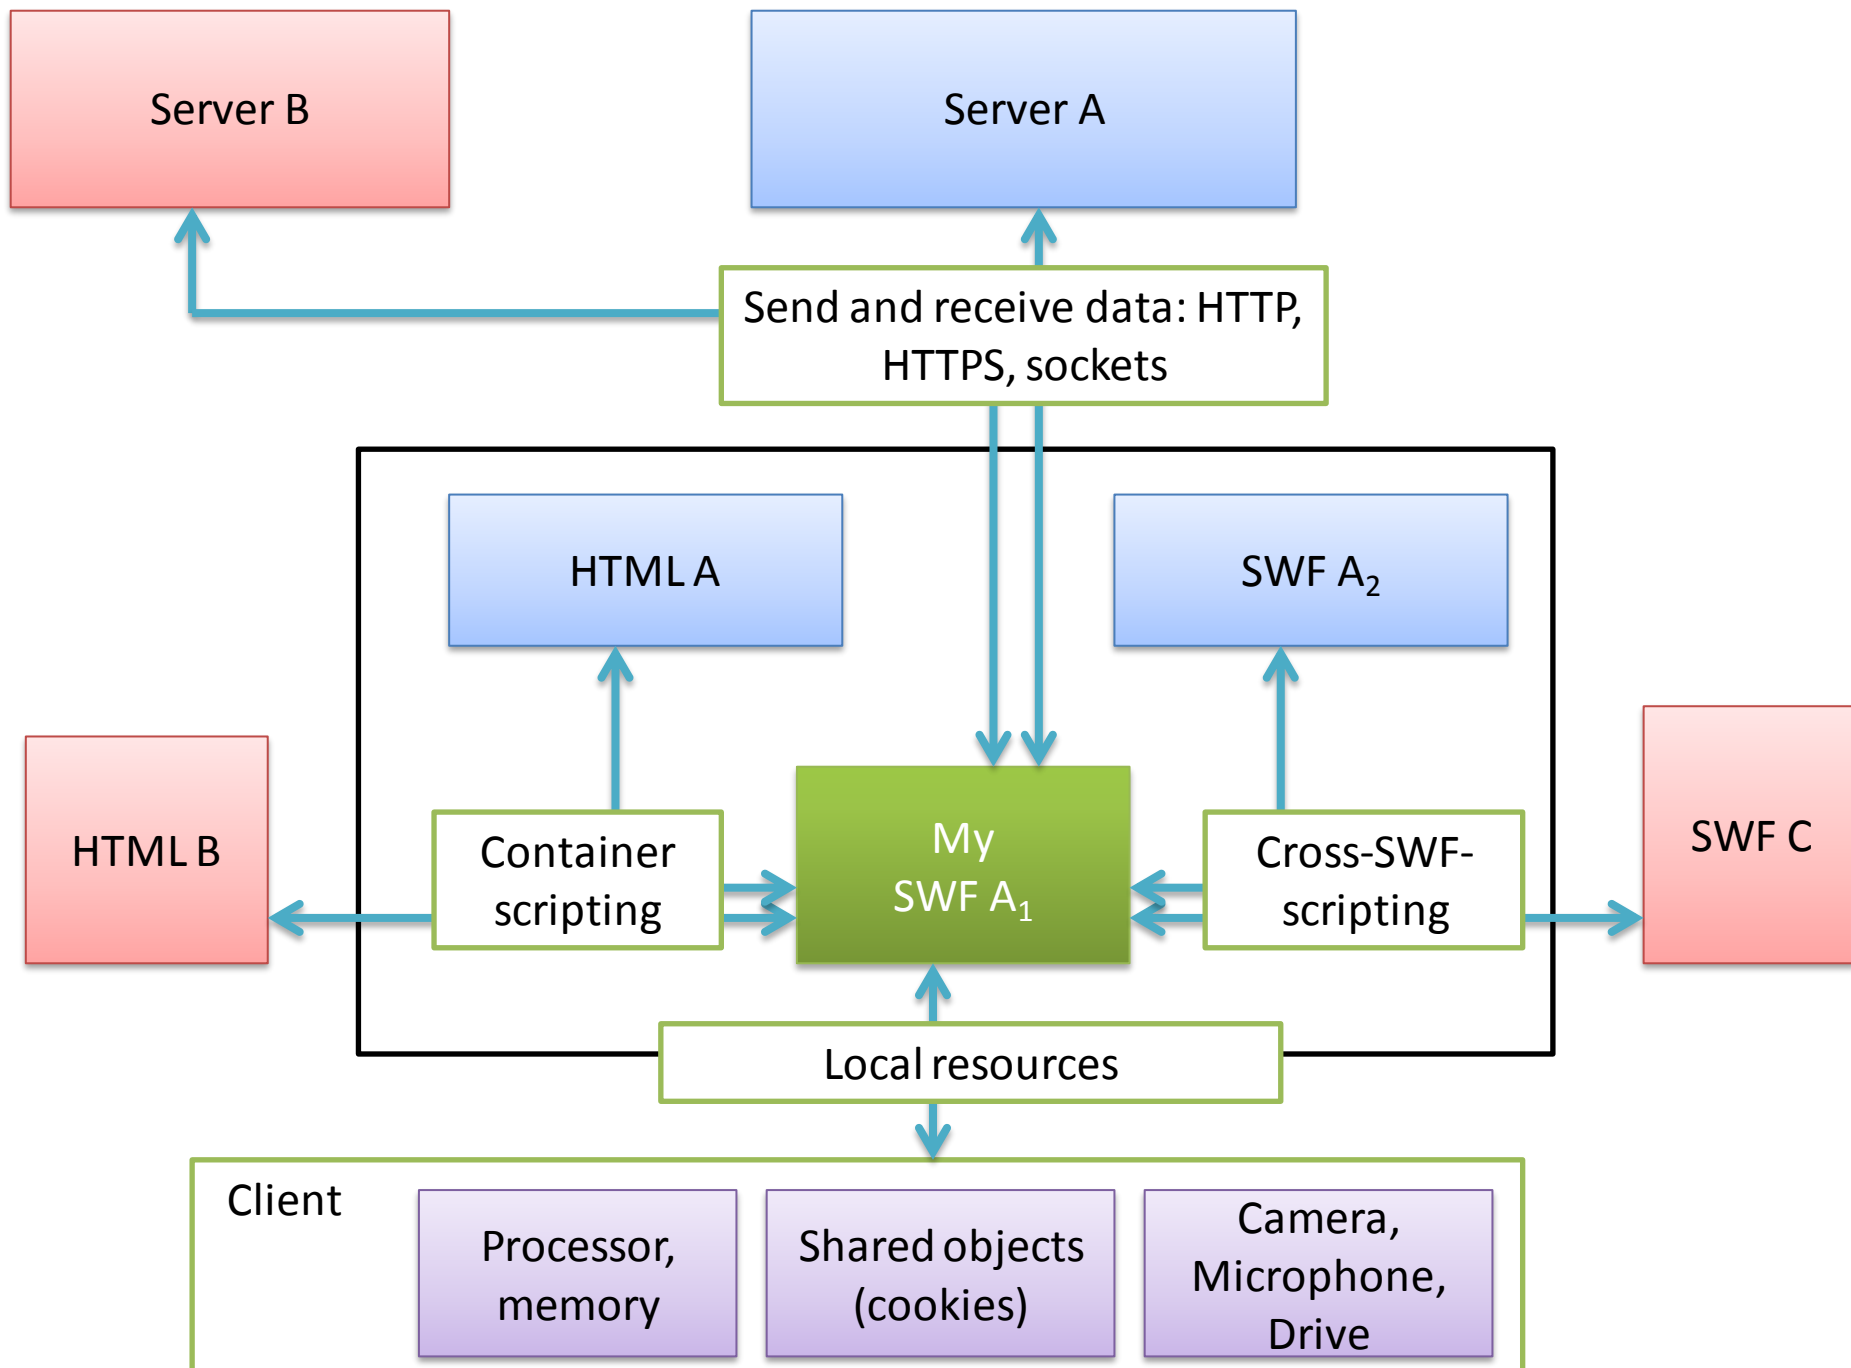 Server B
Server A
Send and receive data: HTTP,
HTTPS, sockets
HTML A
SWF A₂
HTML B
Container
scripting
My
SWF A₁
Cross-SWF-
scripting
SWF C
Local resources
Client
Processor,
memory
Shared objects
(cookies)
Camera,
Microphone,
Drive